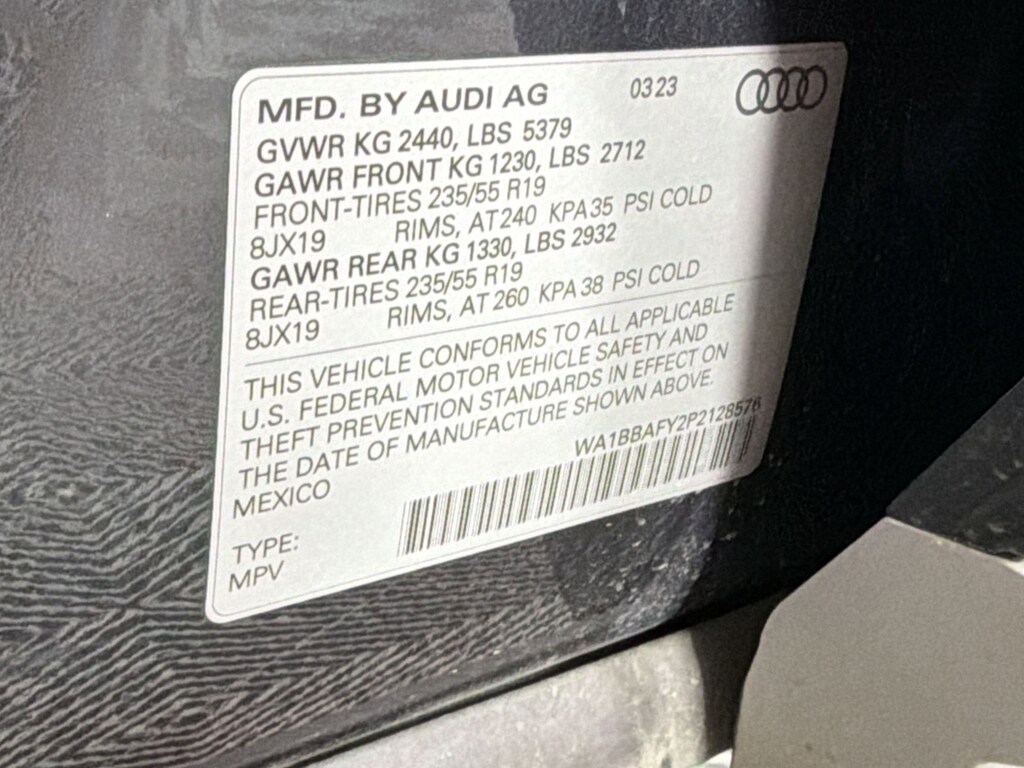 MFD. BY AUDI AG 03 23
GVWR KG 2440, LBS 5379
GAWR FRONT KG 1230, LBS 2712
FRONT-TIRES 235/55 R19
8JX19 RIMS, AT 240 KPA 35 PSI COLD
GAWR REAR KG 1330, LBS 2932
REAR-TIRES 235/55 R19
8JX19 RIMS, AT 260 KPA 38 PSI COLD
THIS VEHICLE CONFORMS TO ALL APPLICABLE
U.S. FEDERAL MOTOR VEHICLE SAFETY AND
THEFT PREVENTION STANDARDS IN EFFECT ON
THE DATE OF MANUFACTURE SHOWN ABOVE.
MEXICO WA1BBAFY2P2128576
TYPE:
MPV